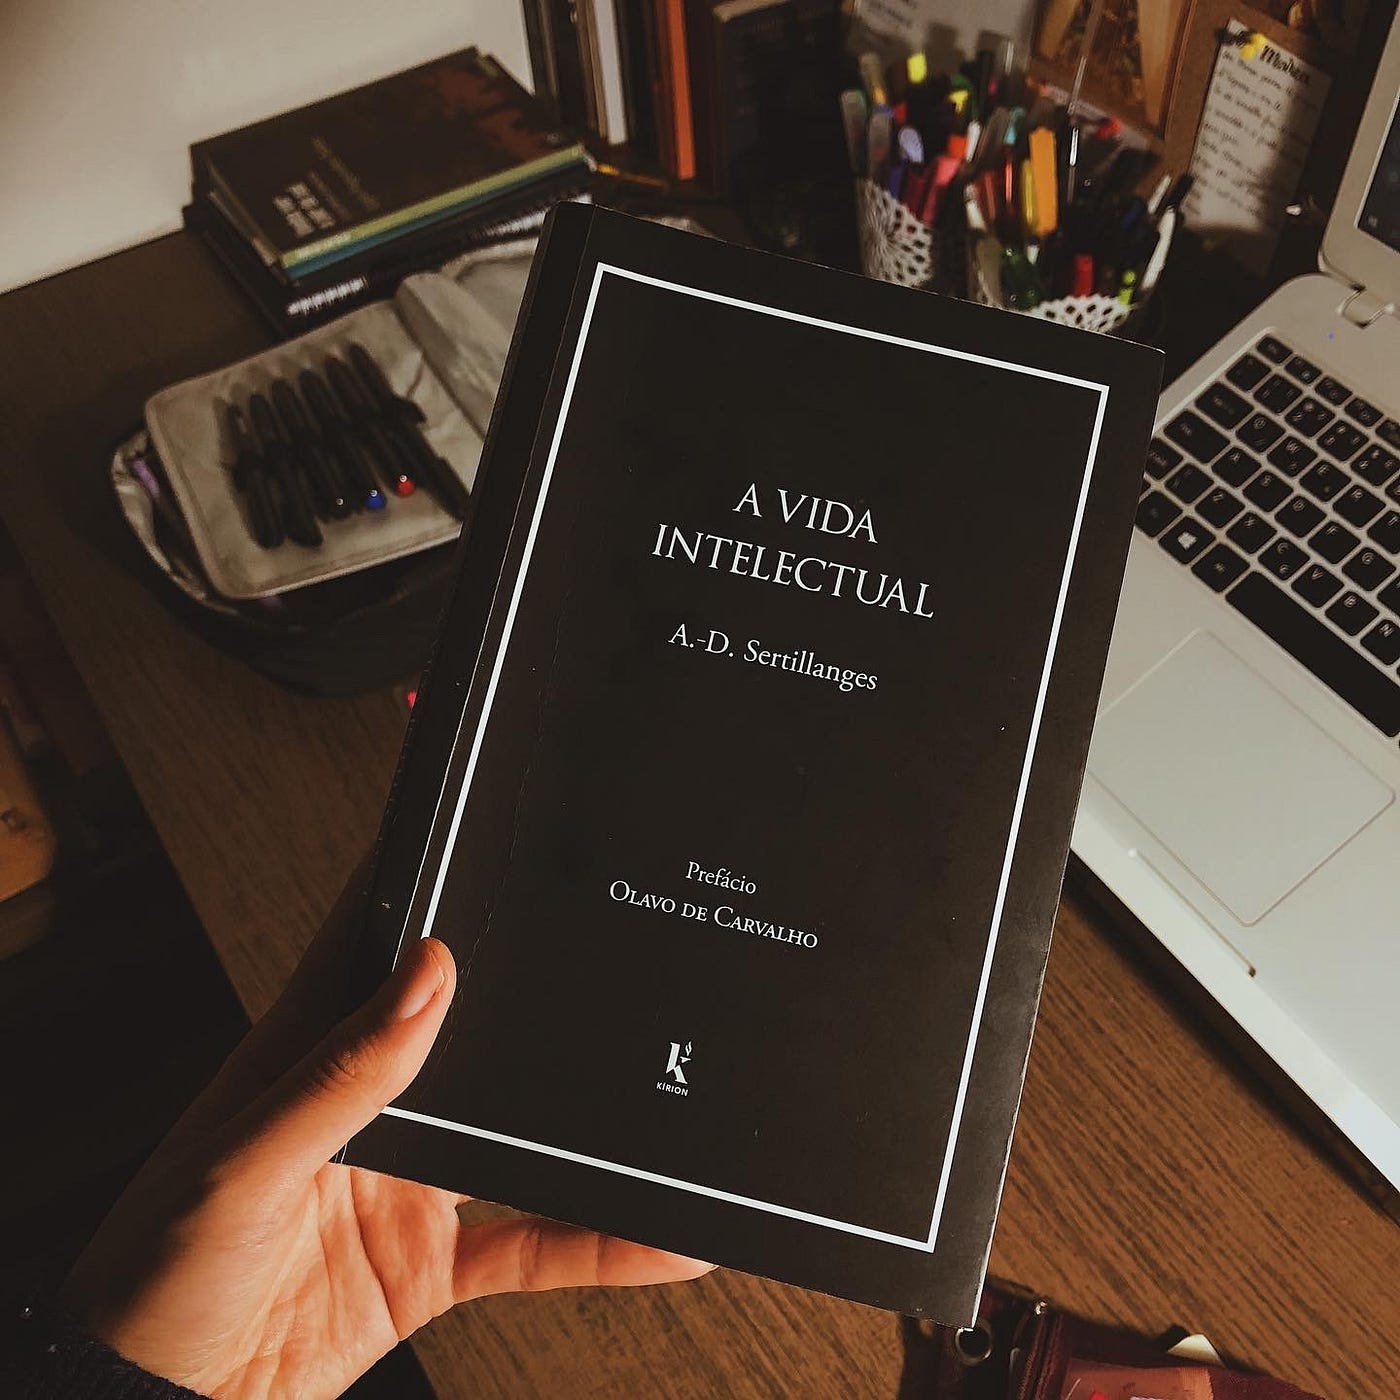 A VIDA
INTELECTUAL
A.-D. Sertillanges
Prefácio
OLAVO DE CARVALHO
KÍRION